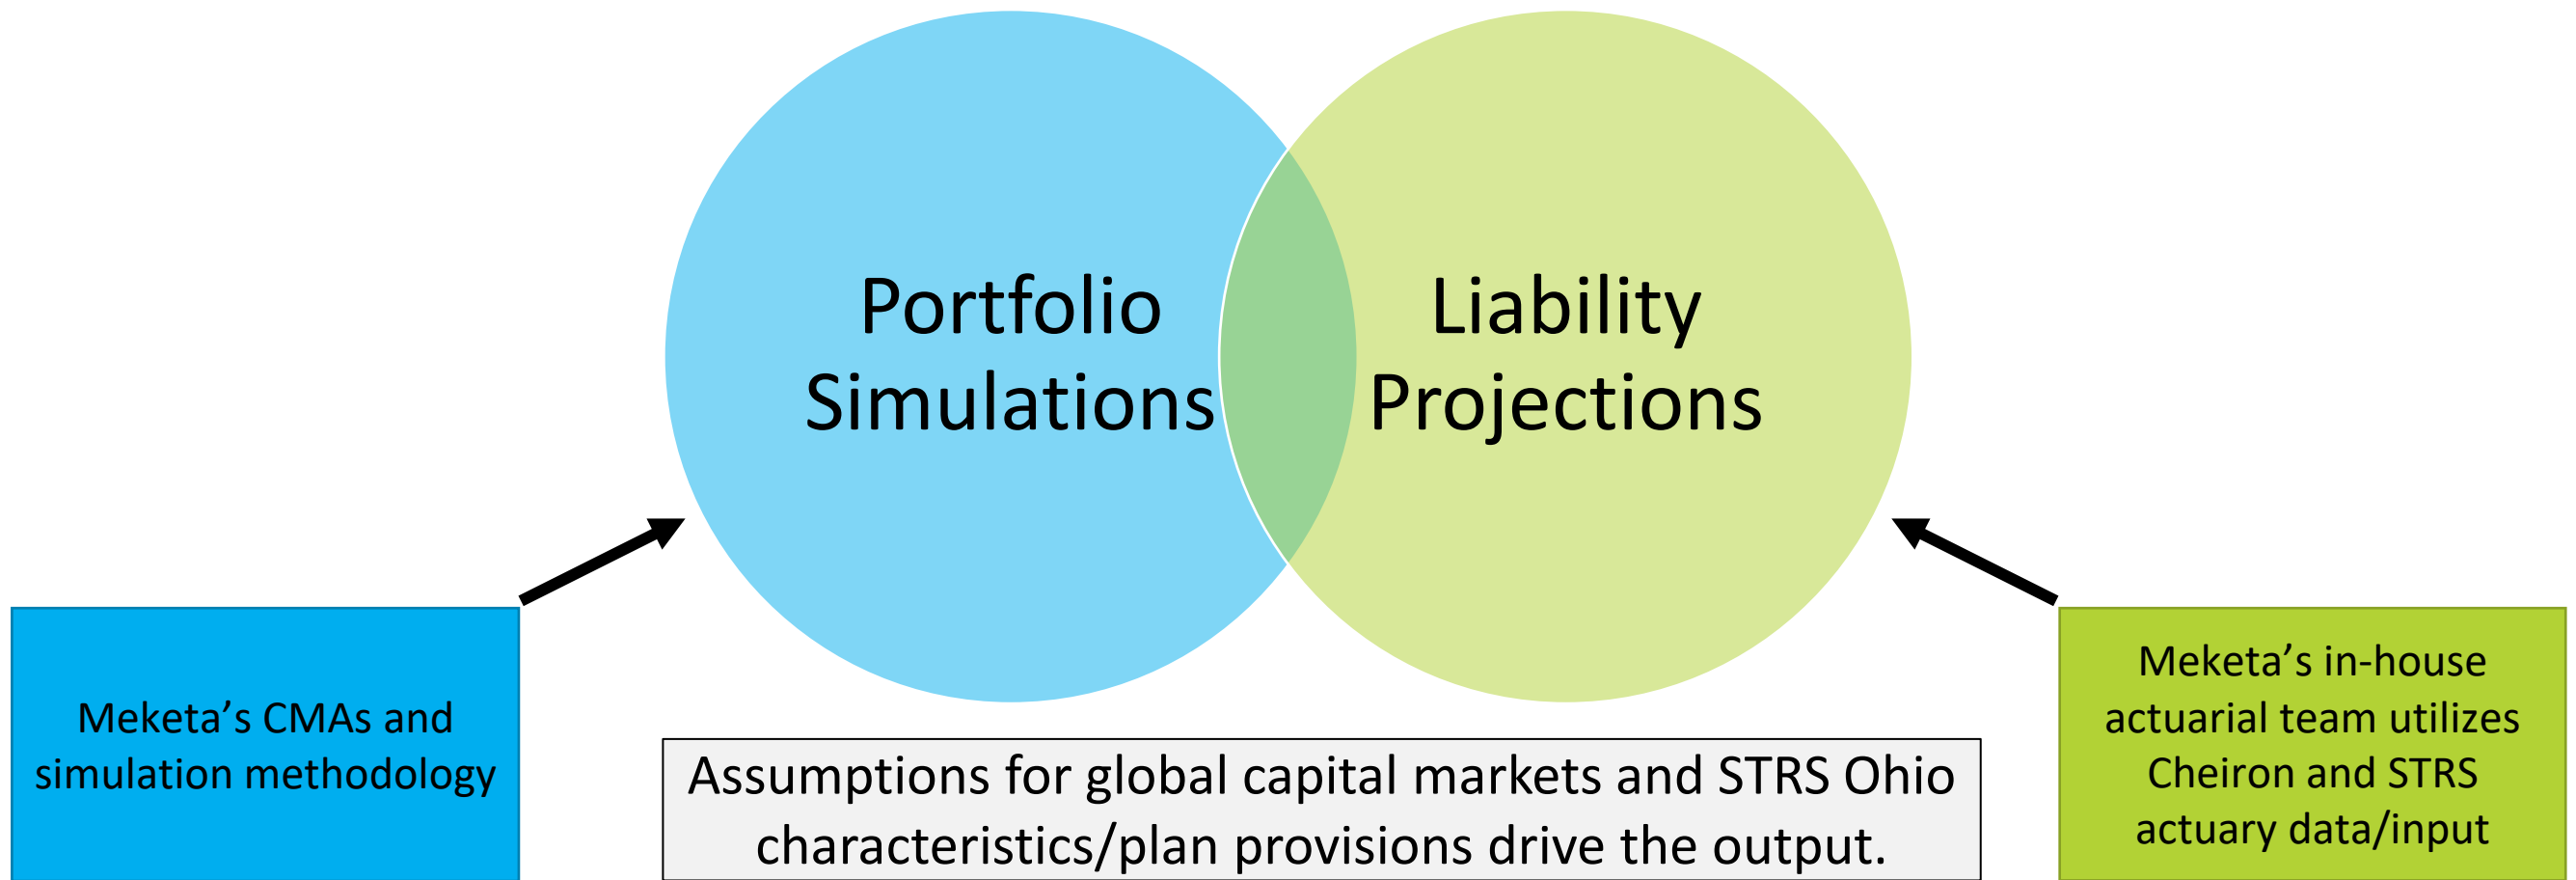 Portfolio
Simulations
Liability
Projections
Meketa’s CMAs and
simulation methodology
Assumptions for global capital markets and STRS Ohio
characteristics/plan provisions drive the output.
Meketa’s in-house
actuarial team utilizes
Cheiron and STRS
actuary data/input